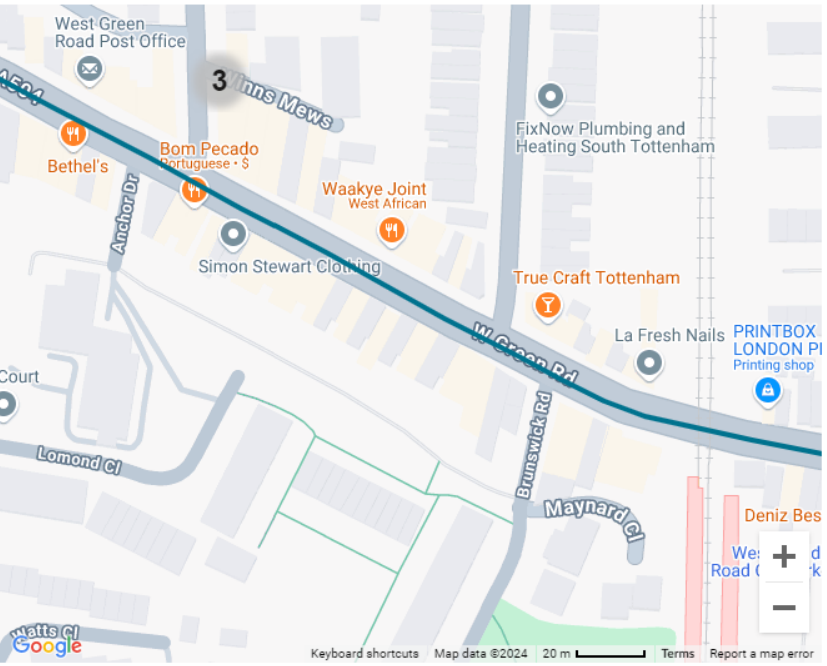 West Green
Road Post Office
3
Winns Mews
A504
FixNow Plumbing and
Heating South Tottenham
Bethel's
Bom Pecado
Portuguese • $
Waakye Joint
West African
Anchor Dr
Simon Stewart Clothing
True Craft Tottenham
W Green Rd
La Fresh Nails
PRINTBOX
LONDON
Printing shop
Court
Brunswick Rd
Lomond Cl
Maynard Cl
Deniz
Road
+
−
Watts Cl
Google
Keyboard shortcuts
Map data ©2024
20 m
Terms
Report a map error